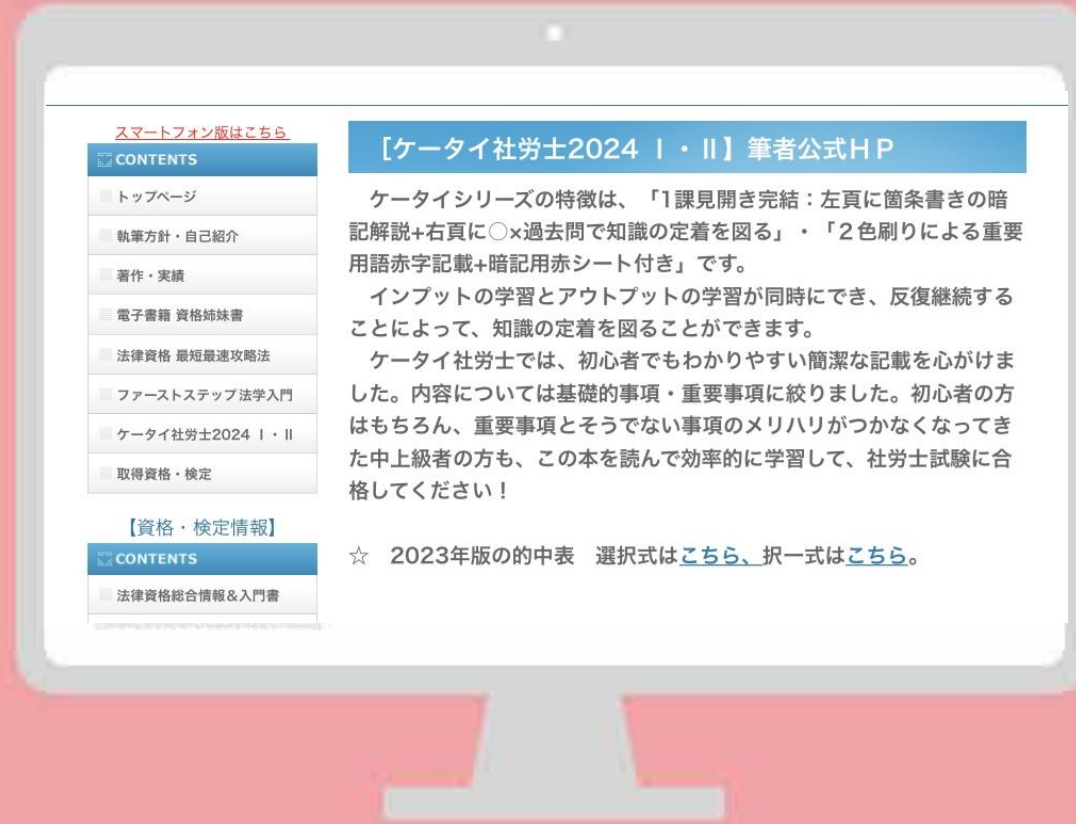 スマートフォン版はこちら
CONTENTS
トップページ
執筆方針・自己紹介
著作・実績
電子書籍 資格姉妹書
法律資格 最短最速攻略法
ファーストステップ法学入門
ケータイ社労士2024 Ⅰ・Ⅱ
取得資格・検定
【資格・検定情報】
CONTENTS
法律資格総合情報&入門書
［ケータイ社労士2024 Ⅰ・Ⅱ】筆者公式ＨＰ
ケータイシリーズの特徴は、「1課見開き完結：左頁に箇条書きの暗
記解説+右頁に○×過去問で知識の定着を図る」・「２色刷りによる重要
用語赤字記載+暗記用赤シート付き」です。
インプットの学習とアウトプットの学習が同時にでき、反復継続する
ことによって、知識の定着を図ることができます。
ケータイ社労士では、初心者でもわかりやすい簡潔な記載を心がけま
した。内容については基礎的事項・重要事項に絞りました。初心者の方
はもちろん、重要事項とそうでない事項のメリハリがつかなくなってき
た中上級者の方も、この本を読んで効率的に学習して、社労士試験に合
格してください！
☆　2023年版の的中表　選択式はこちら、択一式はこちら。